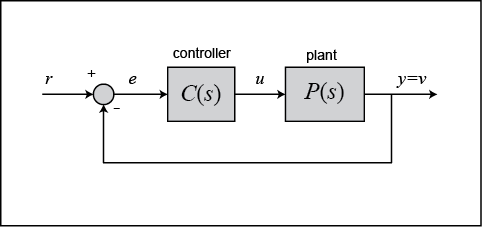 controller
plant
r
+
e
C(s)
u
P(s)
y=v
−